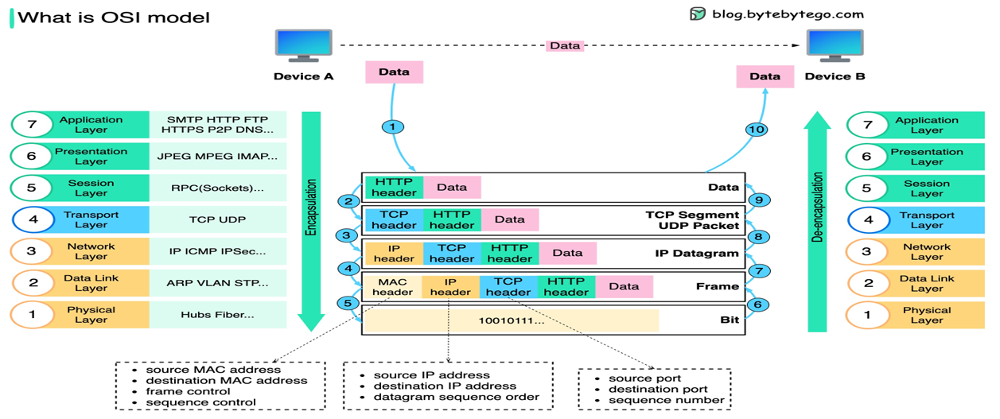 What is OSI model
blog.bytebytego.com
Data
Device A
Data
Data
Device B
7
Application
Layer
SMTP HTTP FTP
HTTPS P2P DNS...
6
Presentation
Layer
JPEG MPEG IMAP...
5
Session
Layer
RPC(Sockets)...
4
Transport
Layer
TCP UDP
3
Network
Layer
IP ICMP IPSec...
2
Data Link
Layer
ARP VLAN STP...
1
Physical
Layer
Hubs Fiber...
Encapsulation
1
10
HTTP
header
Data
Data
2
9
TCP
header
HTTP
header
Data
TCP Segment
UDP Packet
3
8
IP
header
TCP
header
HTTP
header
Data
IP Datagram
4
7
MAC
header
IP
header
TCP
header
HTTP
header
Data
Frame
5
6
10010111...
Bit
De-encapsulation
7
Application
Layer
6
Presentation
Layer
5
Session
Layer
4
Transport
Layer
3
Network
Layer
2
Data Link
Layer
1
Physical
Layer
• source MAC address
• destination MAC address
• frame control
• sequence control
• source IP address
• destination IP address
• datagram sequence order
• source port
• destination port
• sequence number